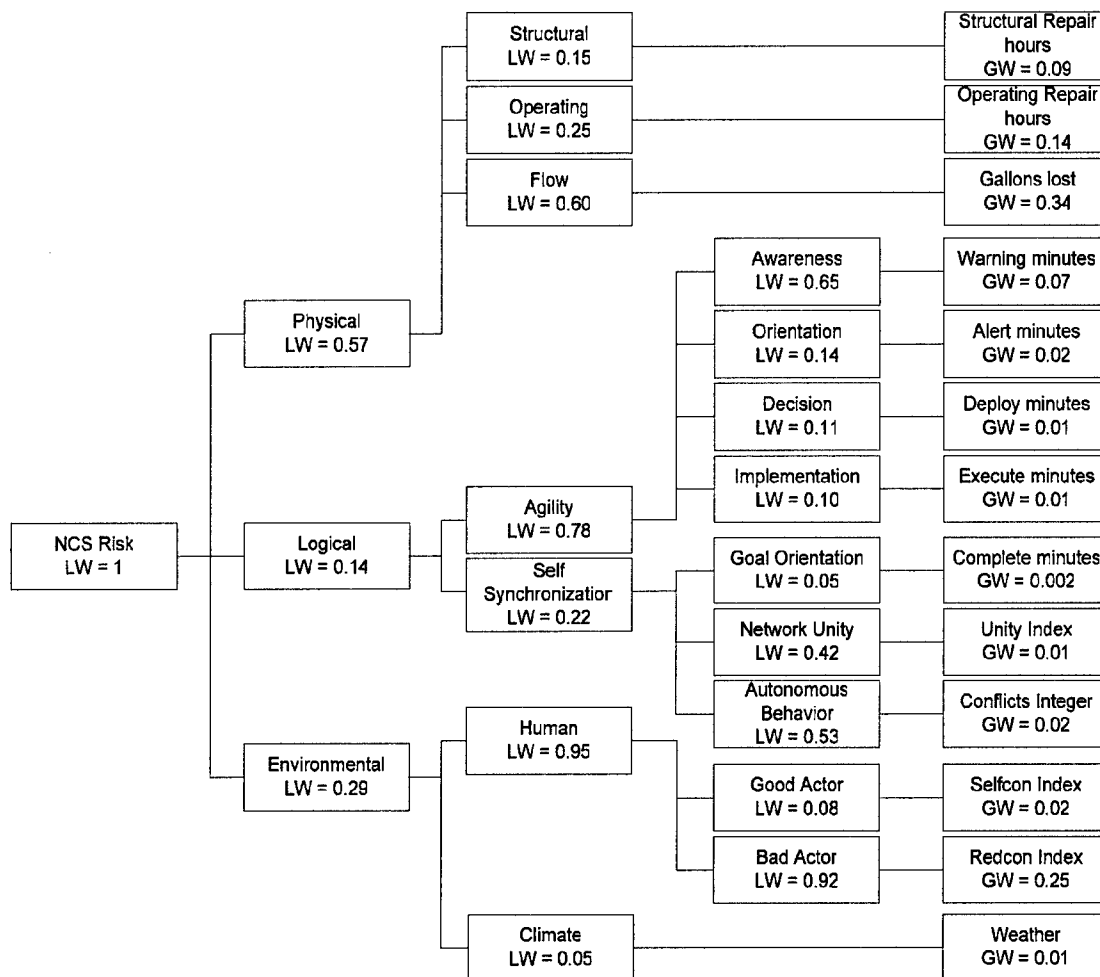 Structural
LW = 0.15
Structural Repair
hours
GW = 0.09
Operating
LW = 0.25
Operating Repair
hours
GW = 0.14
Flow
LW = 0.60
Gallons lost
GW = 0.34
Awareness
LW = 0.65
Warning minutes
GW = 0.07
Physical
LW = 0.57
Orientation
LW = 0.14
Alert minutes
GW = 0.02
Decision
LW = 0.11
Deploy minutes
GW = 0.01
Implementation
LW = 0.10
Execute minutes
GW = 0.01
NCS Risk
LW = 1
Logical
LW = 0.14
Agility
LW = 0.78
Self
Synchronization
LW = 0.22
Goal Orientation
LW = 0.05
Complete minutes
GW = 0.002
Network Unity
LW = 0.42
Unity Index
GW = 0.01
Autonomous
Behavior
LW = 0.53
Conflicts Integer
GW = 0.02
Environmental
LW = 0.29
Human
LW = 0.95
Good Actor
LW = 0.08
Selfcon Index
GW = 0.02
Bad Actor
LW = 0.92
Redcon Index
GW = 0.25
Climate
LW = 0.05
Weather
GW = 0.01